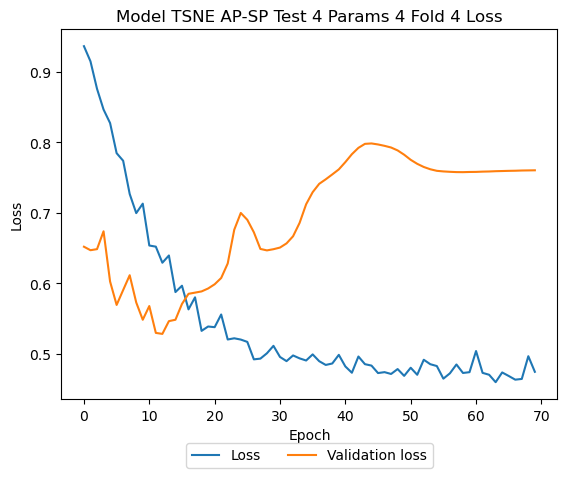 Model TSNE AP-SP Test 4 Params 4 Fold 4 Loss
0.9
0.8
0.7
0.6
0.5
Loss
0 10 20 30 40 50 60 70
Epoch
Loss Validation loss